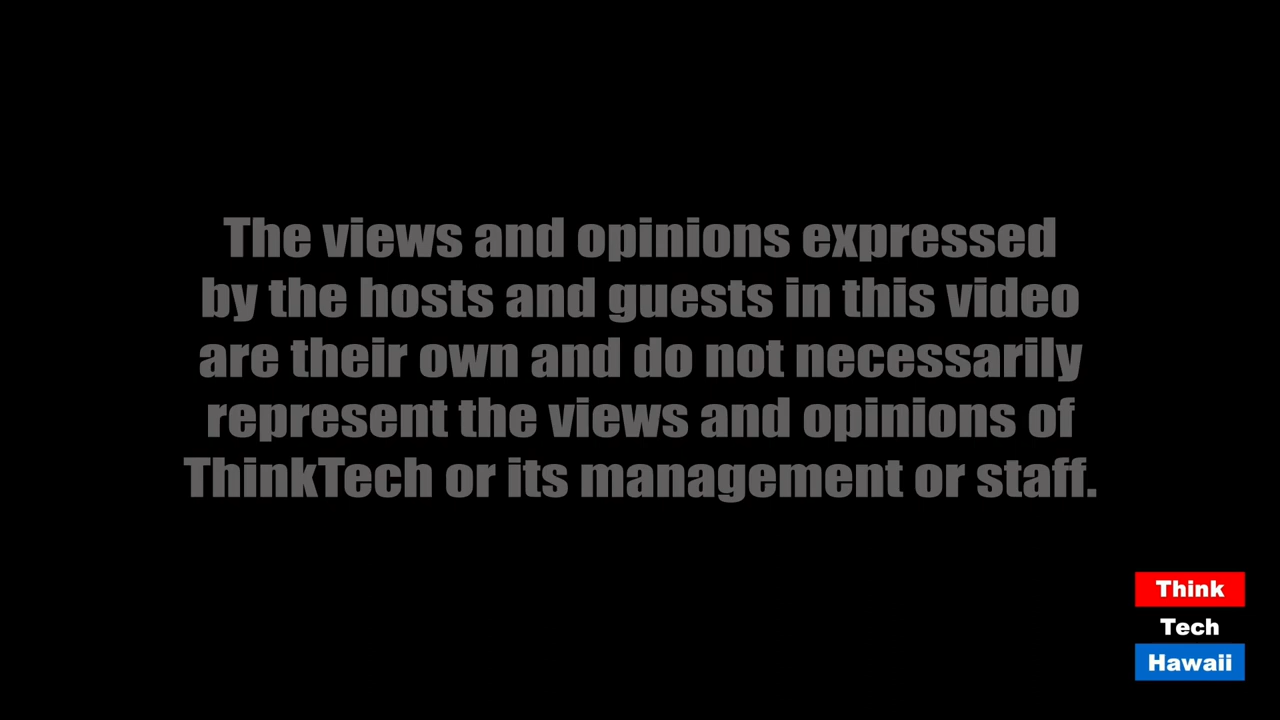 The views and opinions expressed
by the hosts and guests in this video
are their own and do not necessarily
represent the views and opinions of
ThinkTech or its management or staff.
Think
Tech
Hawaii